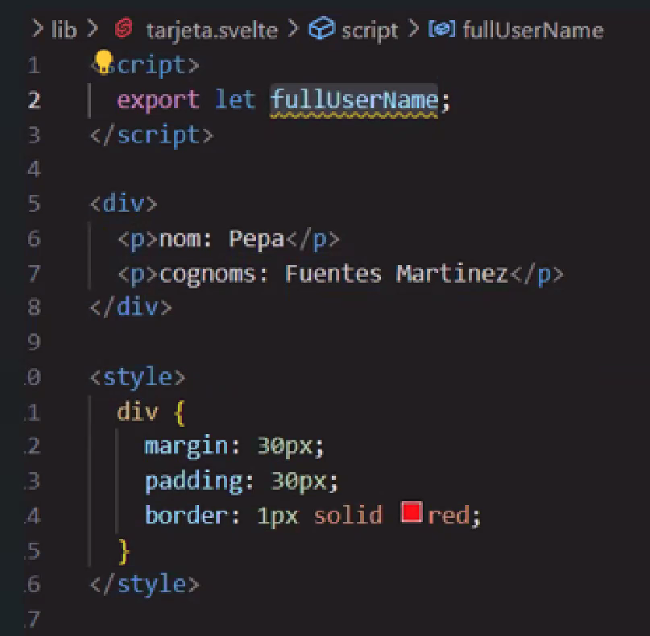 > lib > tarjeta.svelte > script > fullUserName
1 <script>
2 export let fullUserName;
3 </script>
4
5 <div>
6 <p>nom: Pepa</p>
7 <p>cognoms: Fuentes Martinez</p>
8 </div>
9
.0 <style>
.1 div {
.2 margin: 30px;
.3 padding: 30px;
.4 border: 1px solid red;
.5 }
.6 </style>
.7